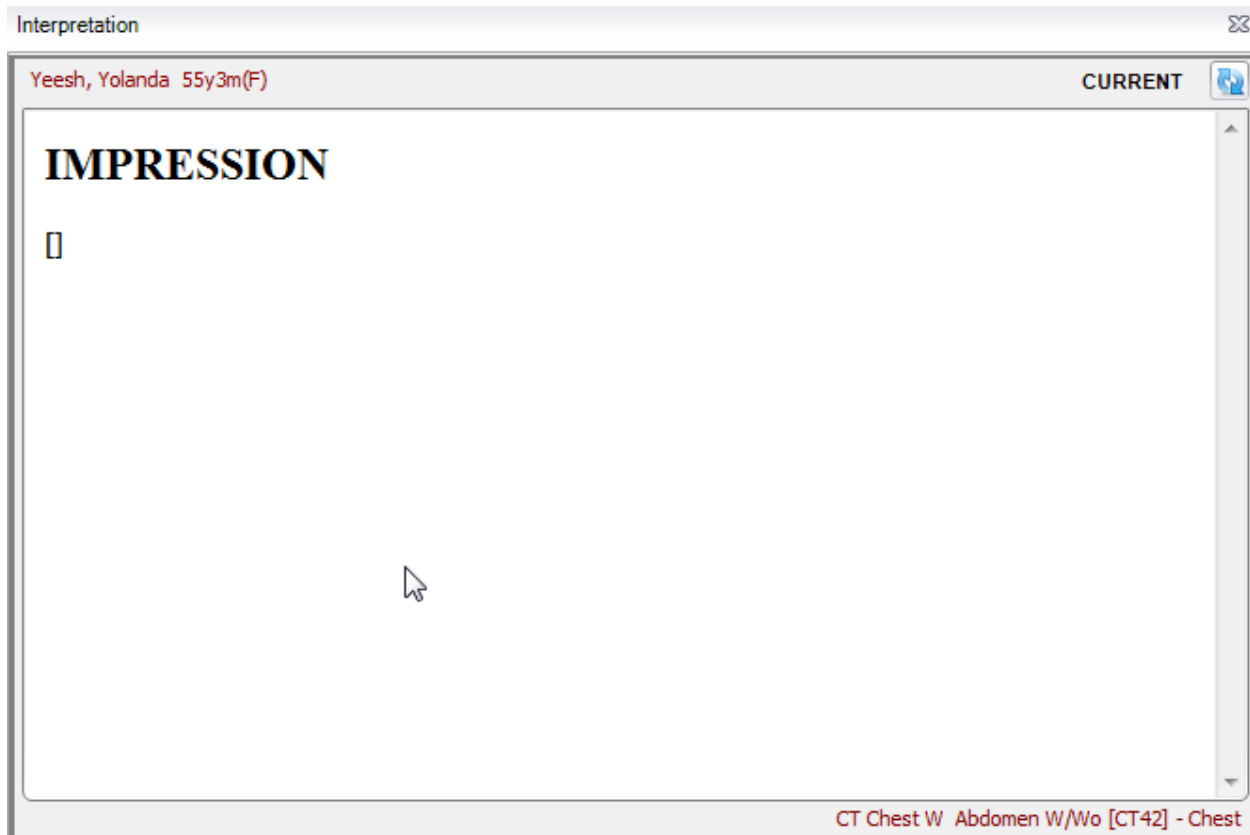 Interpretation
Yeesh, Yolanda 55y3m(F) CURRENT
IMPRESSION
[]
CT Chest W Abdomen W/Wo [CT42] - Chest